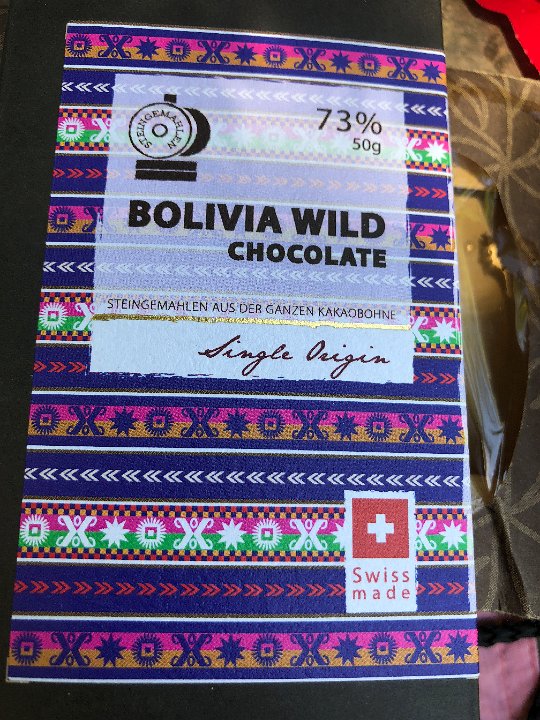 STEINGEMAHLEN
73%
50g
BOLIVIA WILD
CHOCOLATE
STEINGEMAHLEN AUS DER GANZEN KAKAOBOHNE
Single Origin
Swiss
made